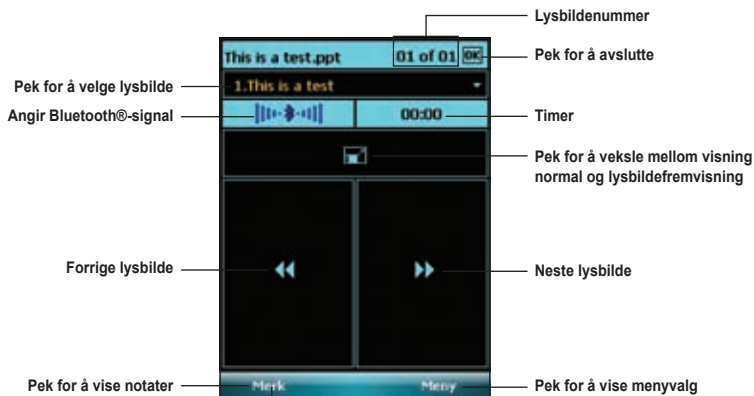 Lysbildenummer
This is a test.ppt 01 of 01 OK
Pek for å avslutte
Pek for å velge lysbilde
1.This is a test
Angir Bluetooth®-signal
00:00
Timer
Pek for å veksle mellom visning
normal og lysbildefremvisning
Forrige lysbilde
Neste lysbilde
Pek for å vise notater
Merk
Meny
Pek for å vise menyvalg